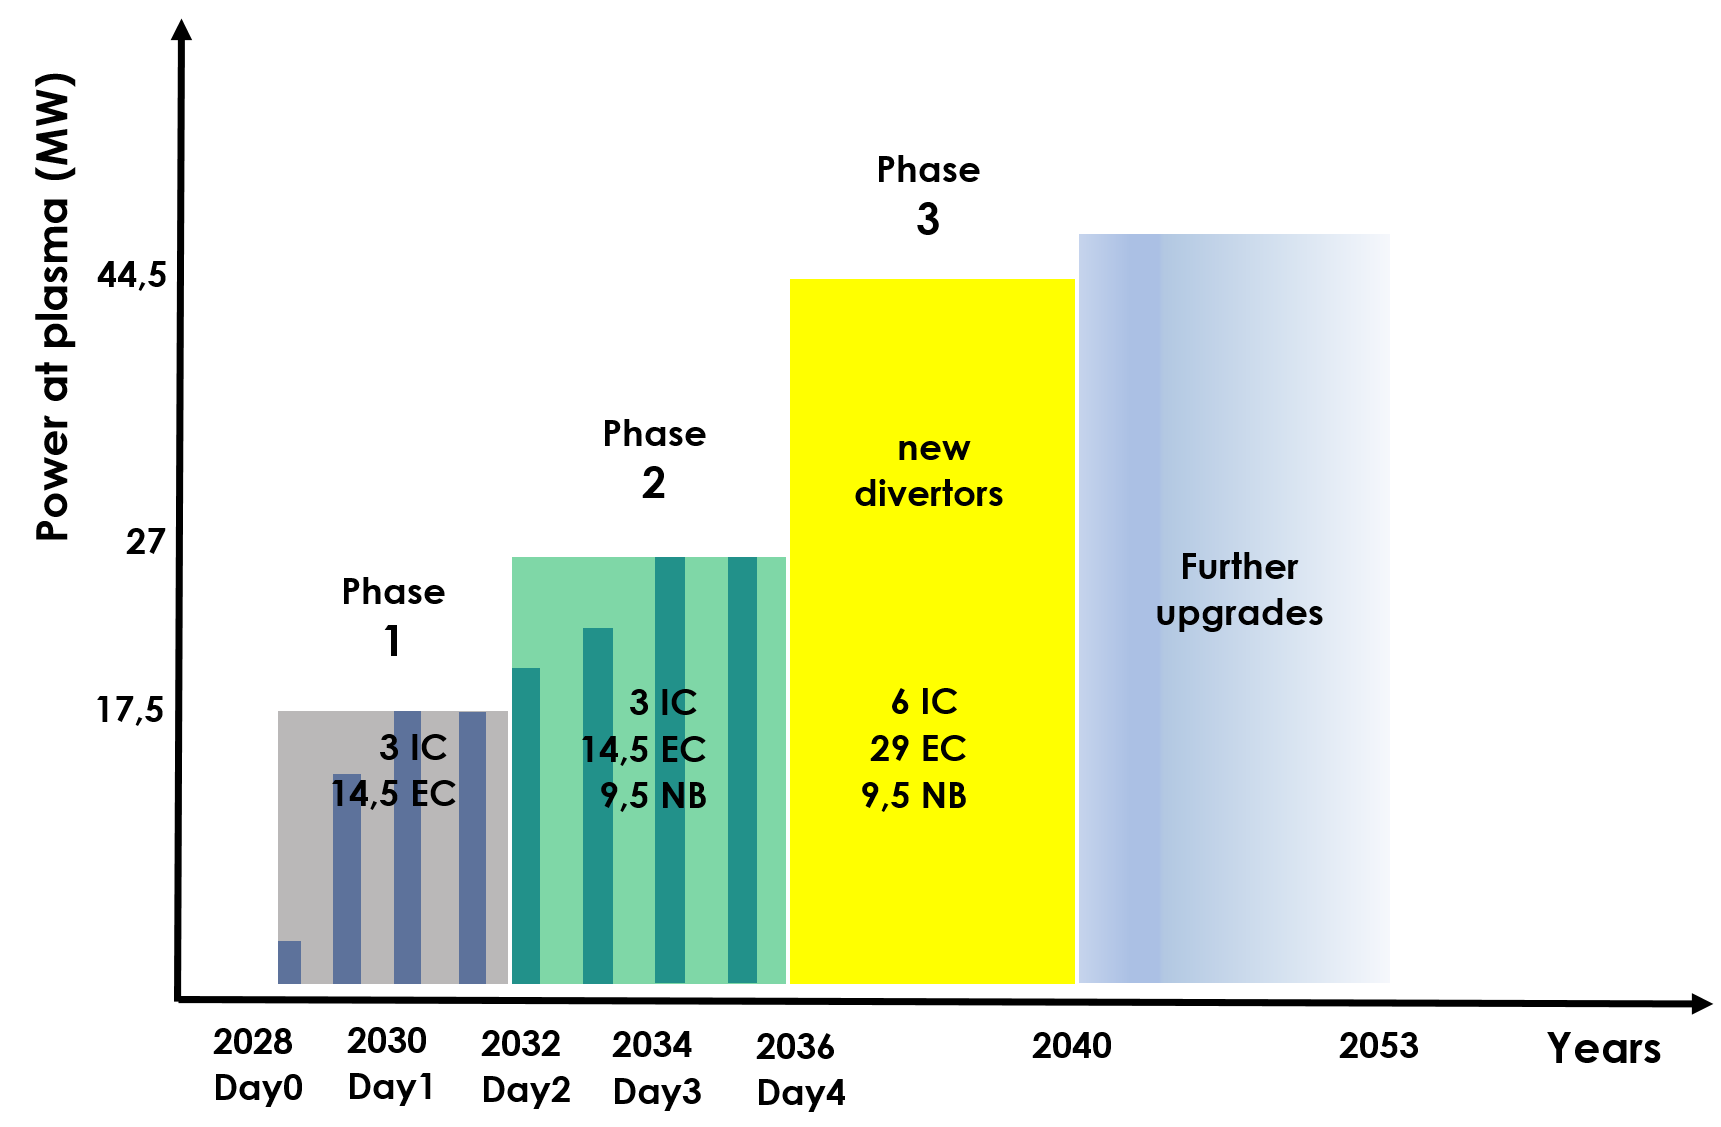 Power at plasma (MW)
44,5
27
17,5
Phase
1
3 IC
14,5 EC
Phase
2
3 IC
14,5 EC
9,5 NB
Phase
3
new
divertors
6 IC
29 EC
9,5 NB
Further
upgrades
2028
Day0
2030
Day1
2032
Day2
2034
Day3
2036
Day4
2040
2053
Years